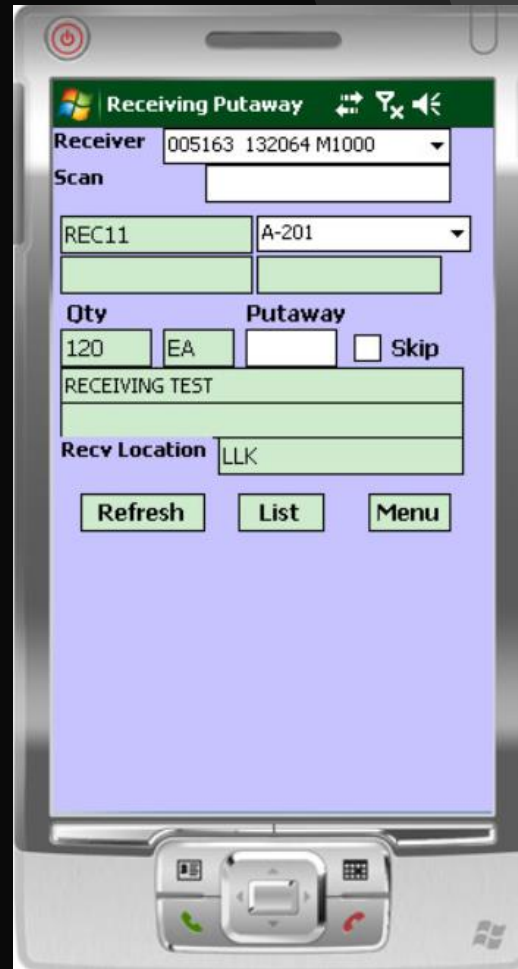 Receiving Putaway
Receiver 005163 132064 M1000
Scan
REC11 A-201
Qty Putaway
120 EA Skip
RECEIVING TEST
Recv Location LLK
Refresh List Menu